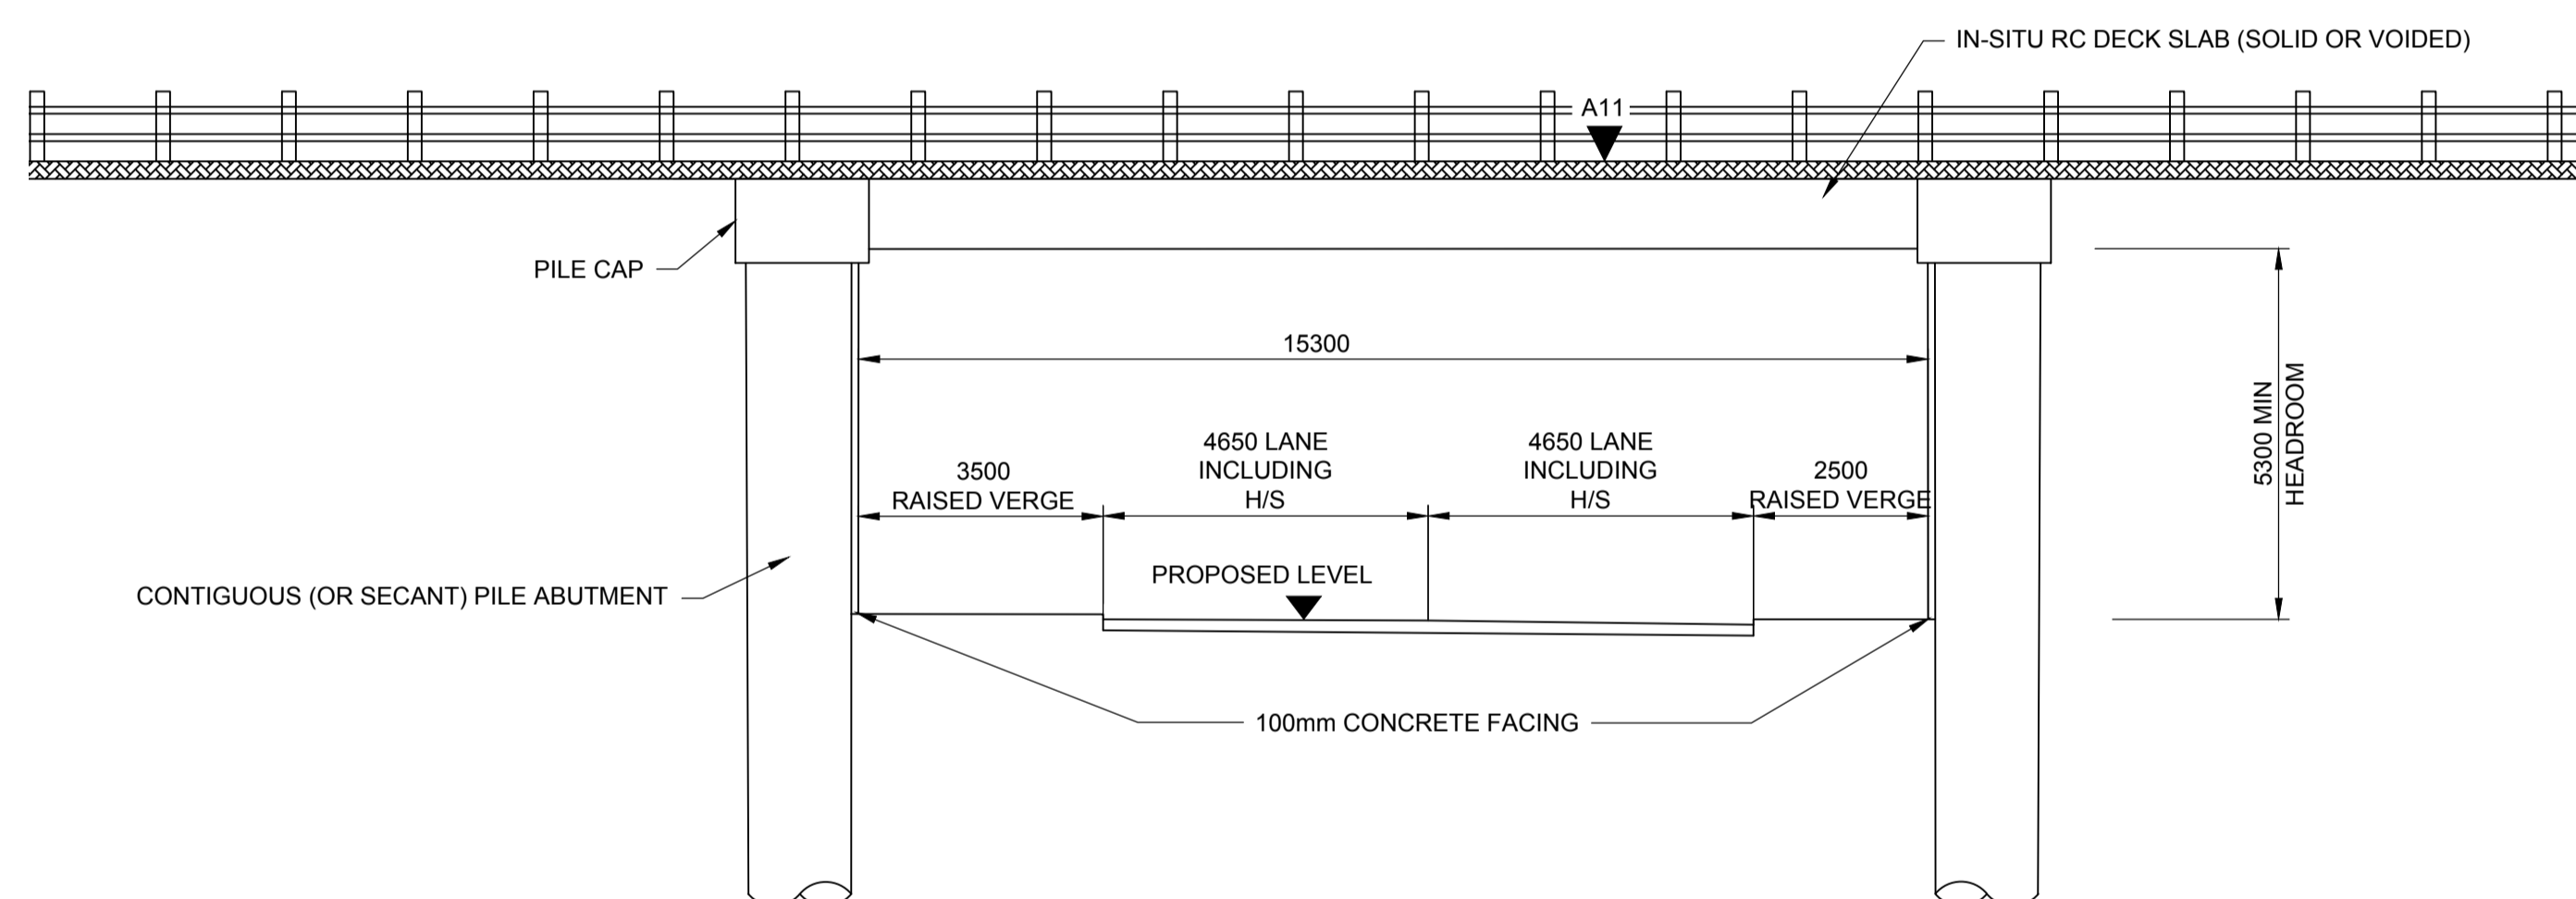 IN-SITU RC DECK SLAB (SOLID OR VOIDED)
A11
PILE CAP
15300
5300 MIN
HEADROOM
3500
RAISED VERGE
4650 LANE
INCLUDING
H/S
4650 LANE
INCLUDING
H/S
2500
RAISED VERGE
PROPOSED LEVEL
CONTIGUOUS (OR SECANT) PILE ABUTMENT
100mm CONCRETE FACING